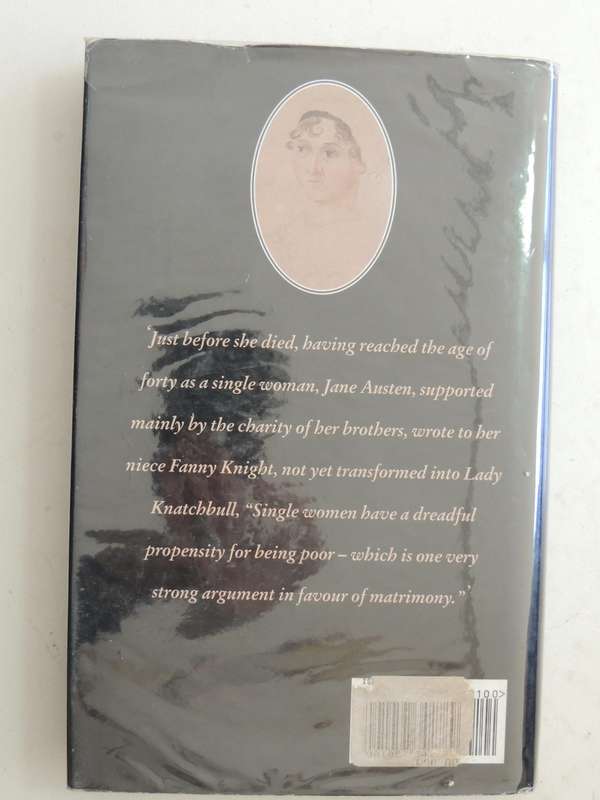 ‘Just before she died, having reached the age of
forty as a single woman, Jane Austen, supported
mainly by the charity of her brothers, wrote to her
niece Fanny Knight, not yet transformed into Lady
Knatchbull, “Single women have a dreadful
propensity for being poor – which is one very
strong argument in favour of matrimony.”’
0100>